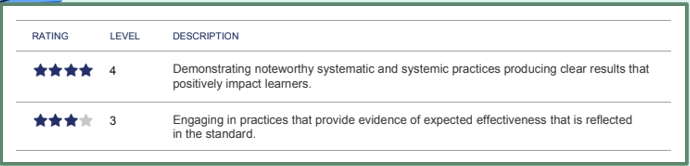 RATING LEVEL DESCRIPTION
4 Demonstrating noteworthy systematic and systemic practices producing clear results that
positively impact learners.
3 Engaging in practices that provide evidence of expected effectiveness that is reflected
in the standard.